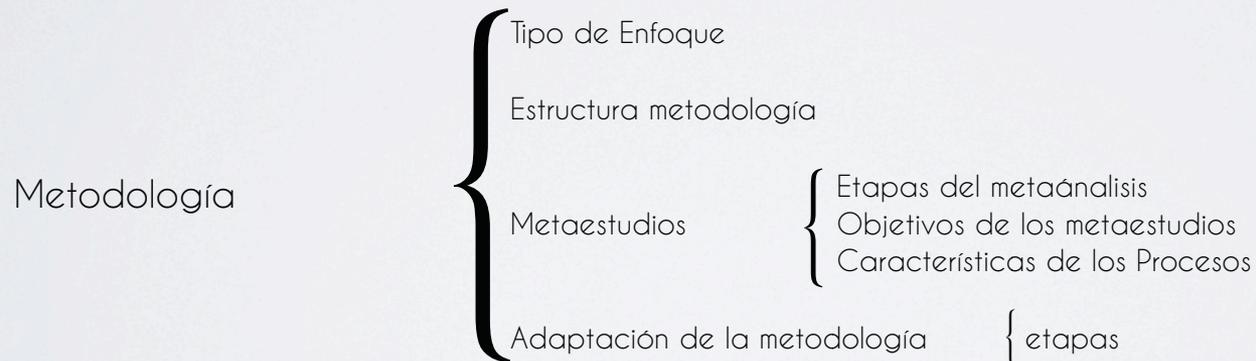 Tipo de Enfoque
Estructura metodología
Metodología
Metaestudios
Etapas del metaánalisis
Objetivos de los metaestudios
Características de los Procesos
Adaptación de la metodología
etapas